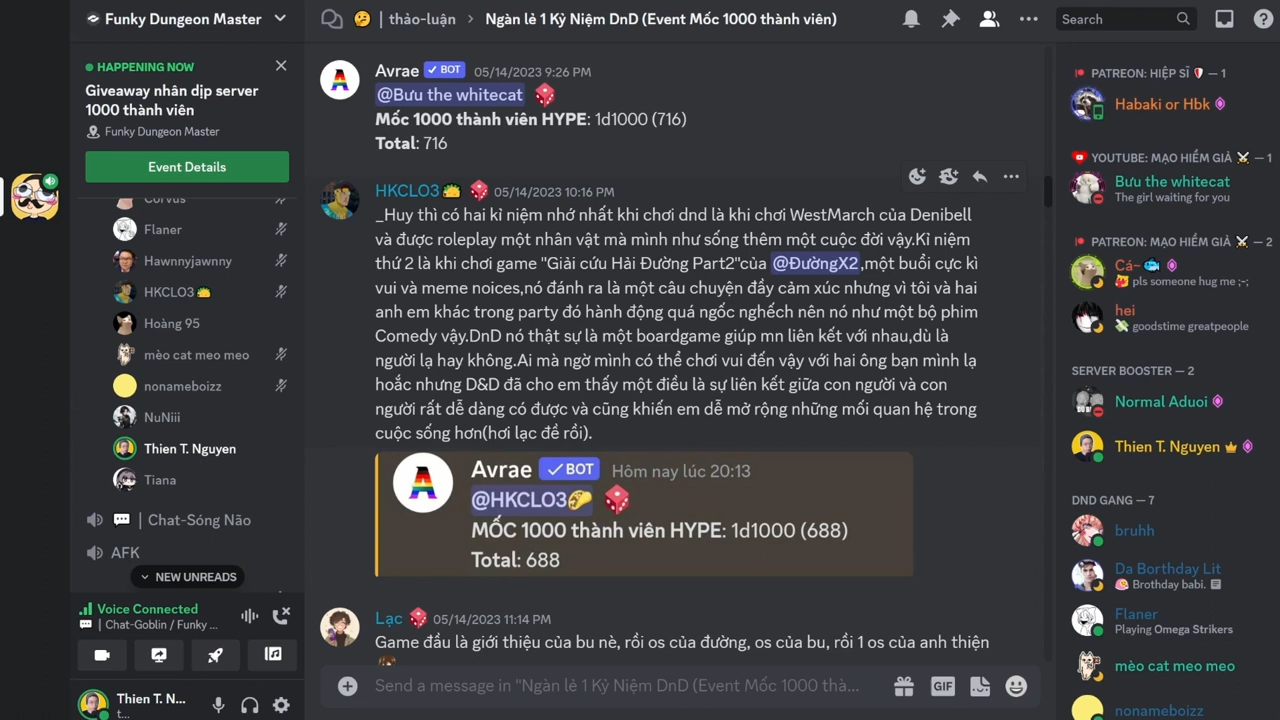 Funky Dungeon Master
HAPPENING NOW
Giveaway nhân dịp server
1000 thành viên
Funky Dungeon Master
Event Details
Corvus
Flaner
Hawnnyjawnny
HKCLO3
Hoàng 95
mèo cat meo meo
nonameboizz
NuNiii
Thien T. Nguyen
Tiana
| Chat-Sóng Não
AFK
NEW UNREADS
Voice Connected
| Chat-Goblin / Funky ...
Thien T. N...
t...
| thảo-luận > Ngàn lẻ 1 Kỷ Niệm DnD (Event Mốc 1000 thành viên)
Search
Avrae BOT 05/14/2023 9:26 PM
@Bưu the whitecat
Mốc 1000 thành viên HYPE: 1d1000 (716)
Total: 716
HKCLO3 05/14/2023 10:16 PM
_Huy thì có hai kỉ niệm nhớ nhất khi chơi dnd là khi chơi WestMarch của Denibell
và được roleplay một nhân vật mà mình như sống thêm một cuộc đời vậy.Kỉ niệm
thứ 2 là khi chơi game "Giải cứu Hải Đường Part2"của @ĐườngX2,một buổi cực kì
vui và meme noices,nó đánh ra là một câu chuyện đầy cảm xúc nhưng vì tôi và hai
anh em khác trong party đó hành động quá ngốc nghếch nên nó như một bộ phim
Comedy vậy.DnD nó thật sự là một boardgame giúp mn liên kết với nhau,dù là
người lạ hay không.Ai mà ngờ mình có thể chơi vui đến vậy với hai ông bạn mình lạ
hoắc nhưng D&D đã cho em thấy một điều là sự liên kết giữa con người và con
người rất dễ dàng có được và cũng khiến em dễ mở rộng những mối quan hệ trong
cuộc sống hơn(hơi lạc đề rồi).
Avrae BOT Hôm nay lúc 20:13
@HKCLO3
MỐC 1000 thành viên HYPE: 1d1000 (688)
Total: 688
Lạc 05/14/2023 11:14 PM
Game đầu là giới thiệu của bu nè, rồi os của đường, os của bu, rồi 1 os của anh thiện
Send a message in "Ngàn lẻ 1 Kỷ Niệm DnD (Event Mốc 1000 thà...
GIF
PATREON: HIỆP SĨ — 1
Habaki or Hbk
YOUTUBE: MẠO HIỂM GIẢ — 1
Bưu the whitecat
The girl waiting for you
PATREON: MẠO HIỂM GIẢ — 2
Cá~
pls someone hug me ;-;
hei
goodstime greatpeople
SERVER BOOSTER — 2
Normal Aduoi
Thien T. Nguyen
DND GANG — 7
bruhh
Da Borthday Lit
Brothday babi.
Flaner
Playing Omega Strikers
mèo cat meo meo
nonameboizz